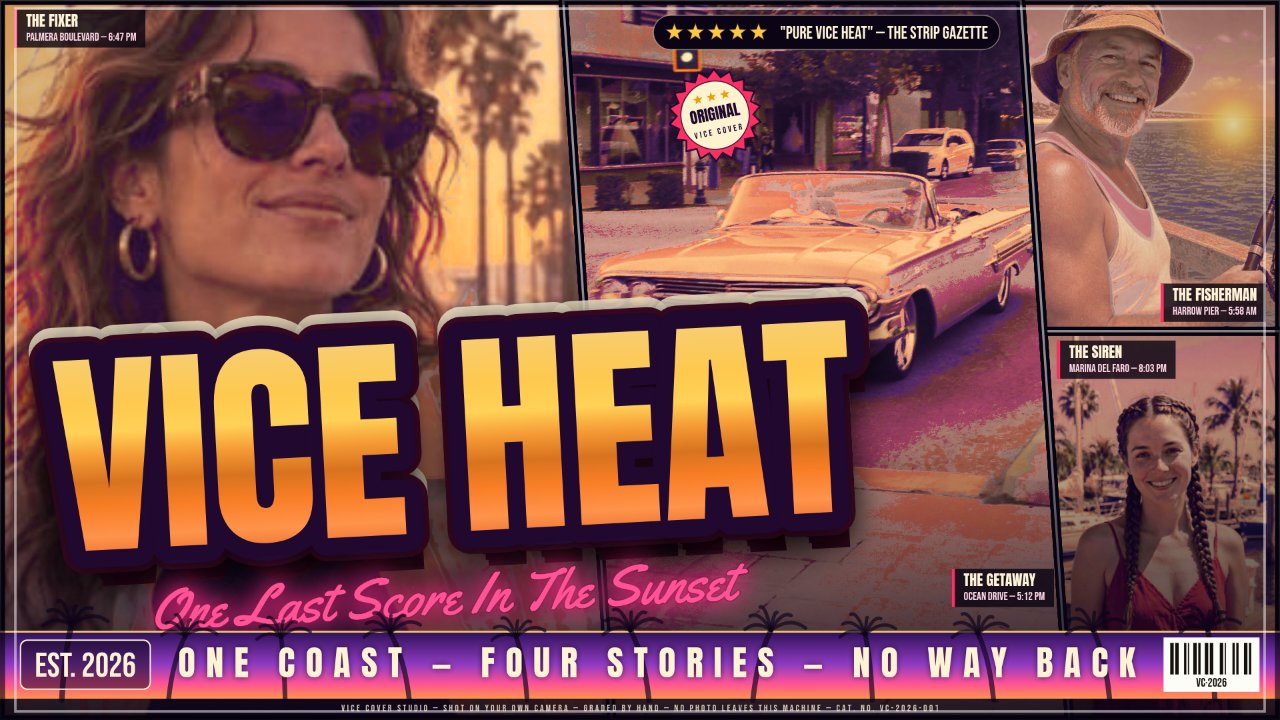 THE FIXER
PALMERA BOULEVARD – 6:47 PM
★★★★★ "PURE VICE HEAT" – THE STRIP GAZETTE
ORIGINAL
VICE COVER
THE FISHERMAN
HARROW PIER – 5:58 AM
THE SIREN
MARINA DEL FARO – 8:03 PM
VICE HEAT
One Last Score In The Sunset
THE GETAWAY
OCEAN DRIVE – 5:12 PM
EST. 2026
ONE COAST – FOUR STORIES – NO WAY BACK
VC-2026
VICE COVER STUDIO – SHOT ON YOUR OWN CAMERA – GRADED BY HAND – NO PHOTO LEAVES THIS MACHINE – CAT. NO. VC-2026-001